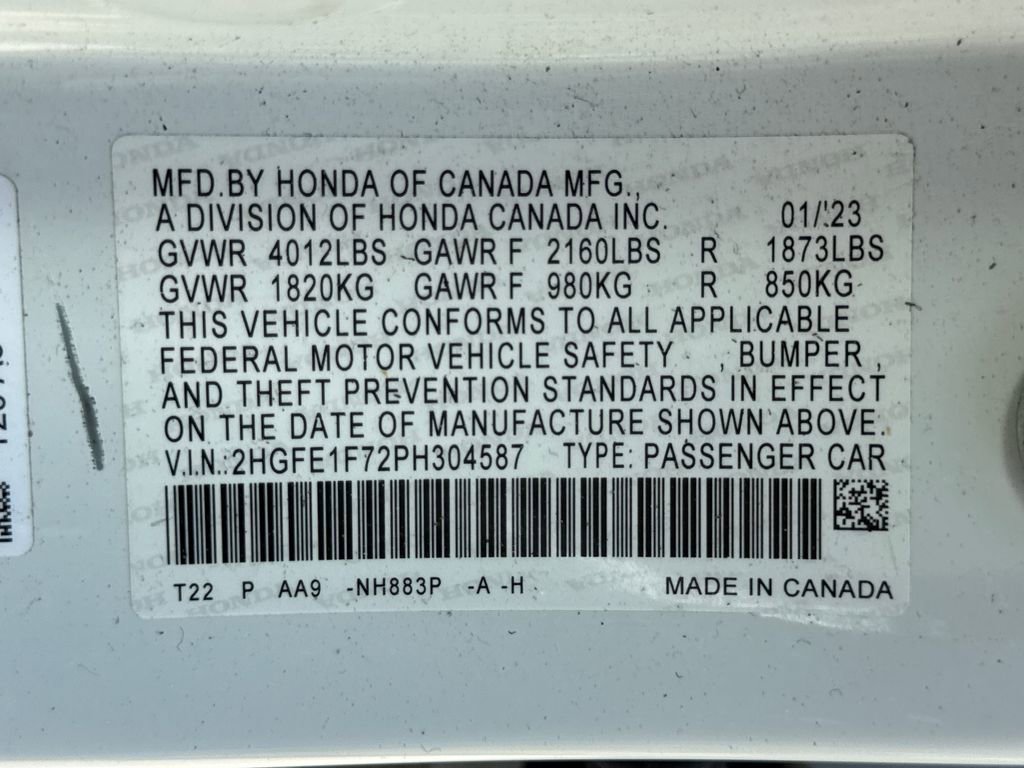 MFD.BY HONDA OF CANADA MFG.,
A DIVISION OF HONDA CANADA INC. 01/'23
GVWR 4012LBS GAWR F 2160LBS R 1873LBS
GVWR 1820KG GAWR F 980KG R 850KG
THIS VEHICLE CONFORMS TO ALL APPLICABLE
FEDERAL MOTOR VEHICLE SAFETY , BUMPER ,
AND THEFT PREVENTION STANDARDS IN EFFECT
ON THE DATE OF MANUFACTURE SHOWN ABOVE.
V.I.N.:2HGFE1F72PH304587 TYPE: PASSENGER CAR
T22 P AA9 -NH883P -A -H MADE IN CANADA